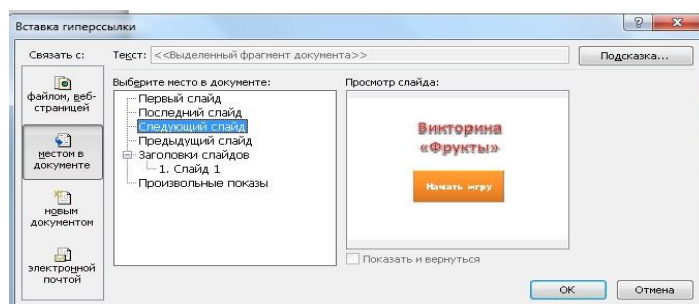 Вставка гиперссылки
Связать с:
Текст: <<Выделенный фрагмент документа>>
Подсказка...
файлом, веб-
страницей
местом в
документе
новым
документом
электронной
почтой
Выберите место в документе:
Первый слайд
Последний слайд
Следующий слайд
Предыдущий слайд
Заголовки слайдов
1. Слайд 1
Произвольные показы
Просмотр слайда:
Викторина
«Фрукты»
Начать игру
Показать и вернуться
ОК
Отмена